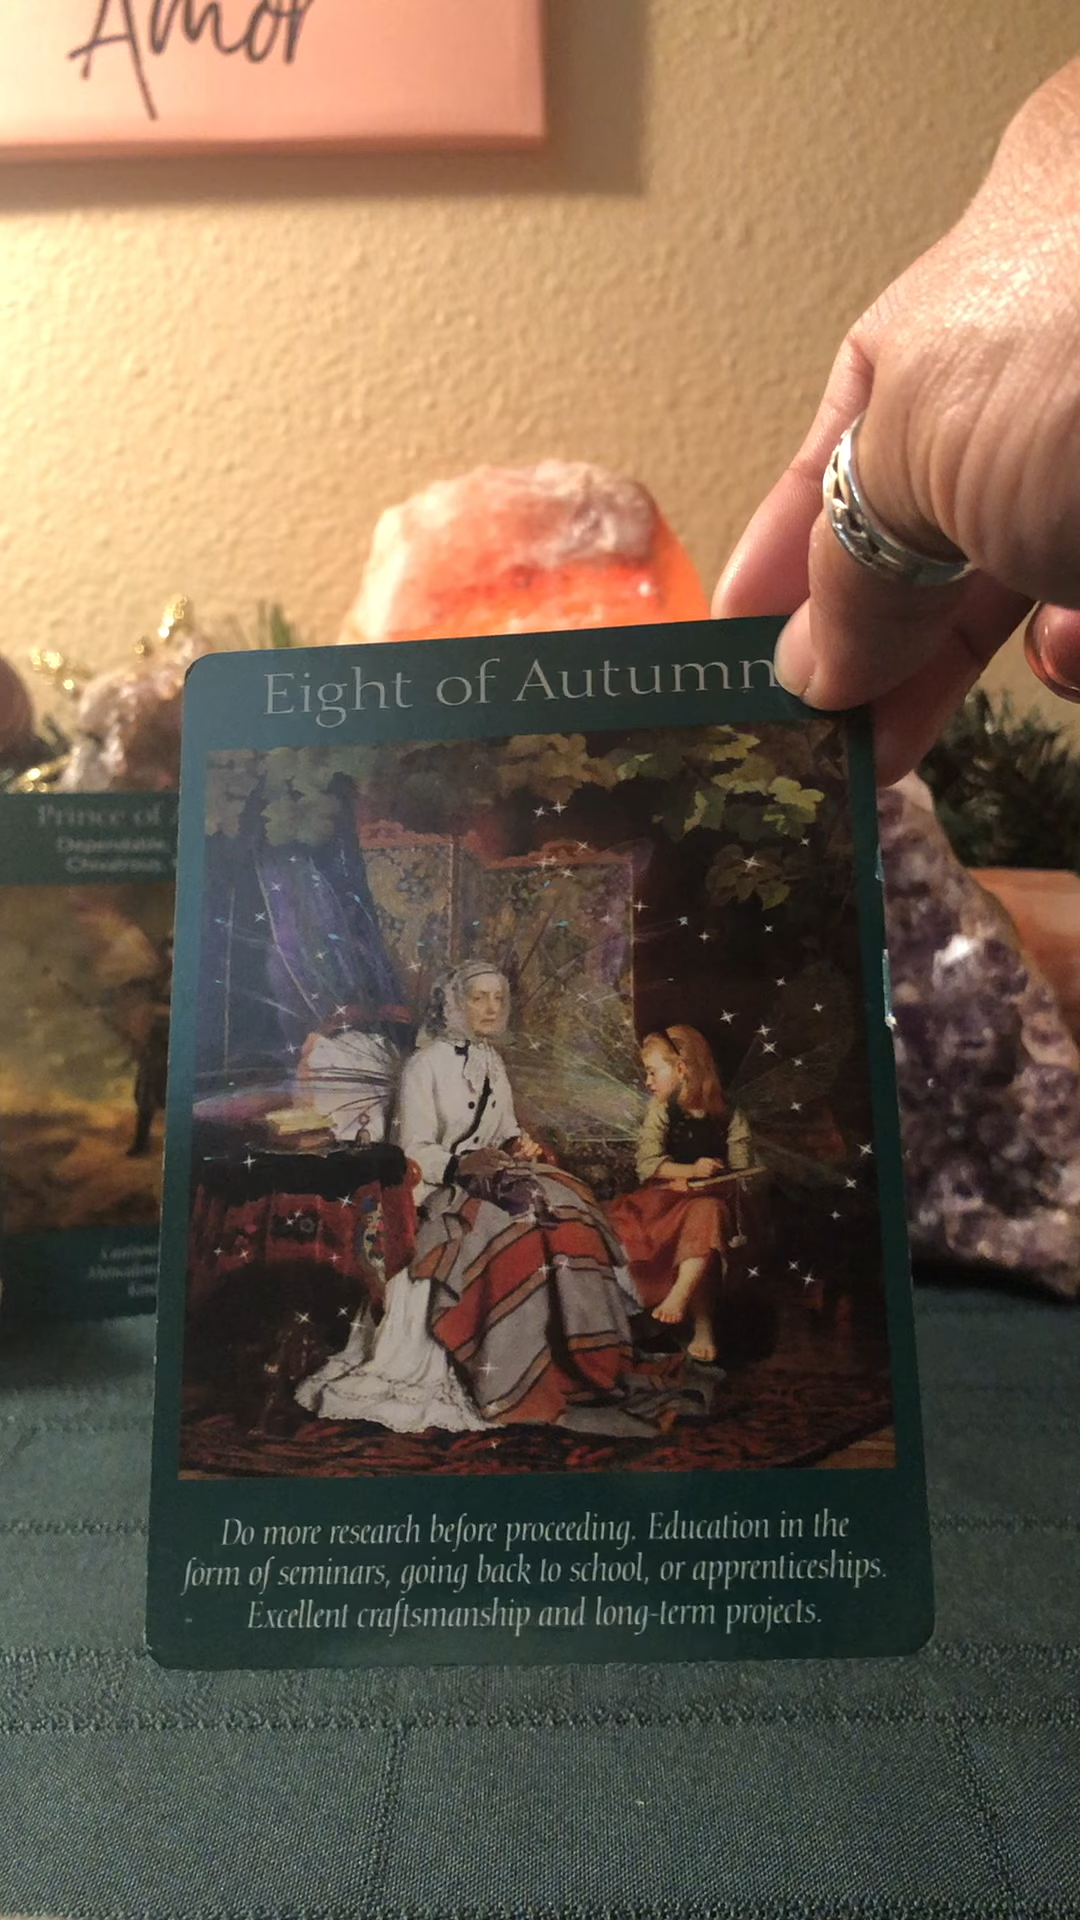 Amor
Eight of Autumn
Prince of
Dependable,
Do more research before proceeding. Education in the
form of seminars, going back to school, or apprenticeships.
Excellent craftsmanship and long-term projects.